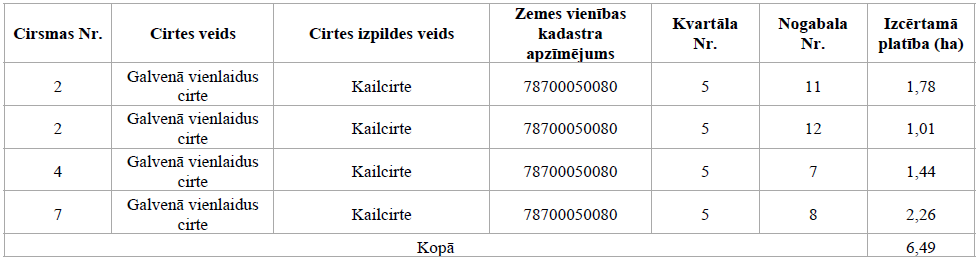 Cirsmas Nr. Cirtes veids Cirtes izpildes veids Zemes vienības kadastra apzīmējums Kvartāla Nr. Nogabala Nr. Izcērtamā platība (ha)
2 Galvenā vienlaidus cirte Kailcirte 78700050080 5 11 1,78
2 Galvenā vienlaidus cirte Kailcirte 78700050080 5 12 1,01
4 Galvenā vienlaidus cirte Kailcirte 78700050080 5 7 1,44
7 Galvenā vienlaidus cirte Kailcirte 78700050080 5 8 2,26
Kopā 6,49